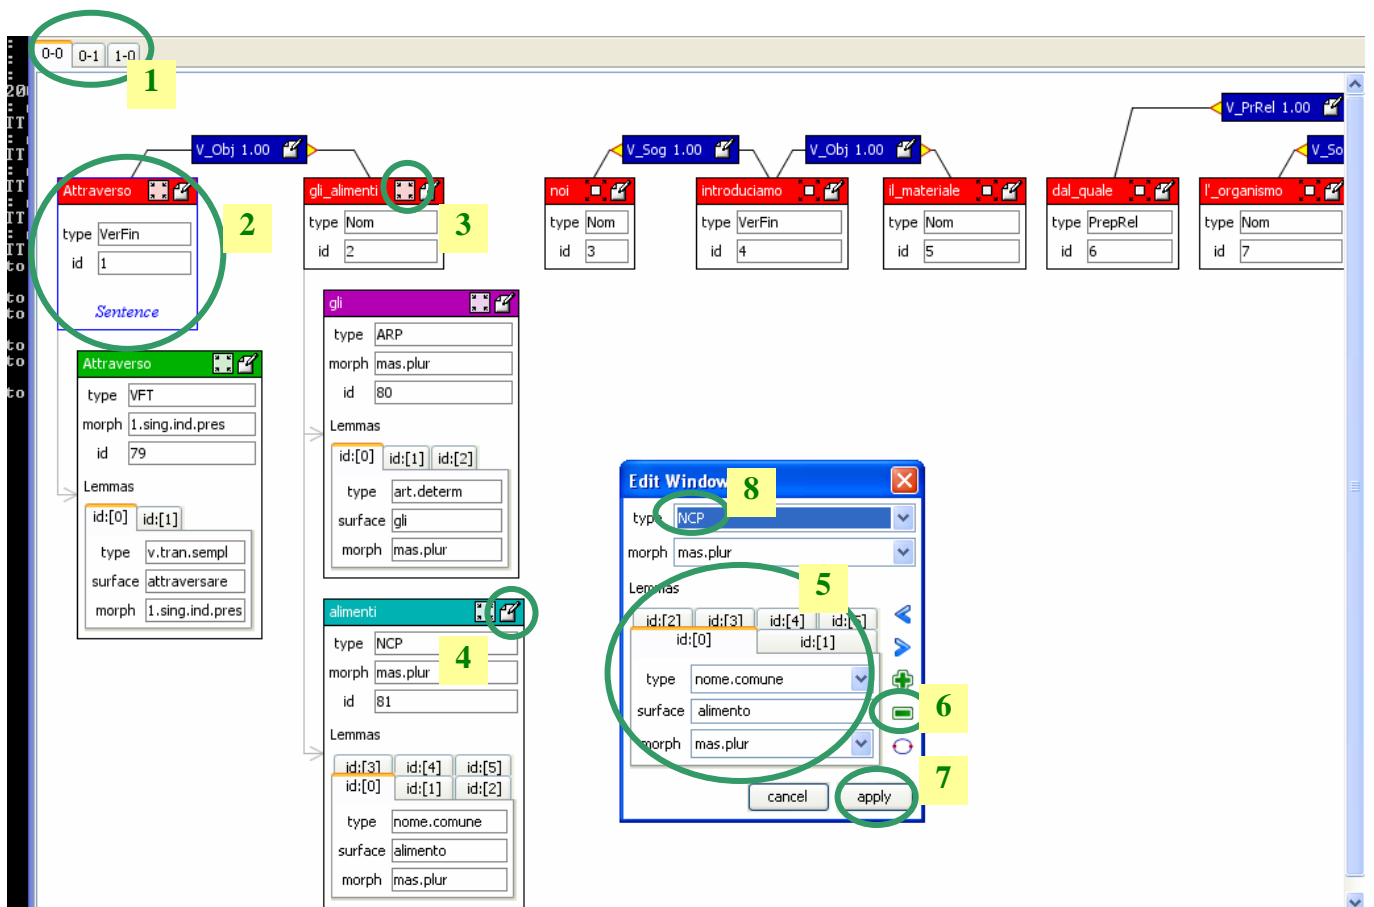 0-0 0-1 1-0
1
V_PrRel 1.00
V_Obj 1.00
V_Sog 1.00
V_Obj 1.00
V_So
Attraverso
type VerFin
id 1
Sentence
2
gli_alimenti
type Nom
id 2
3
noi
type Nom
id 3
introduciamo
type VerFin
id 4
il_materiale
type Nom
id 5
dal_quale
type PrepRel
id 6
l'_organismo
type Nom
id 7
Attraverso
type VFT
morph 1.sing.ind.pres
id 79
Lemmas
id:[0] id:[1]
type v.tran.sempl
surface attraversare
morph 1.sing.ind.pres
gli
type ARP
morph mas.plur
id 80
Lemmas
id:[0] id:[1] id:[2]
type art.determ
surface gli
morph mas.plur
alimenti
type NCP
morph mas.plur
id 81
4
Lemmas
id:[3] id:[4] id:[5]
id:[0] id:[1] id:[2]
type nome.comune
surface alimento
morph mas.plur
Edit Window
8
type NCP
morph mas.plur
Lemmas
5
id:[2] id:[3] id:[4] id:[5]
id:[0] id:[1]
type nome.comune
surface alimento
morph mas.plur
6
cancel apply
7